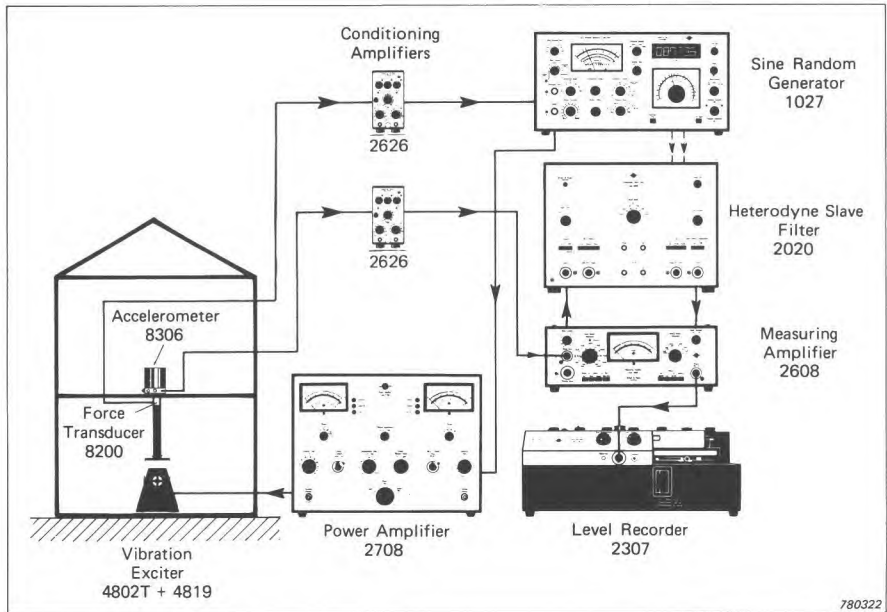 Conditioning
Amplifiers
2626
Sine Random
Generator
1027
2626
Heterodyne Slave
Filter
2020
Accelerometer
8306
Measuring
Amplifier
2608
Force
Transducer
8200
Power Amplifier
2708
Level Recorder
2307
Vibration
Exciter
4802T + 4819
780322